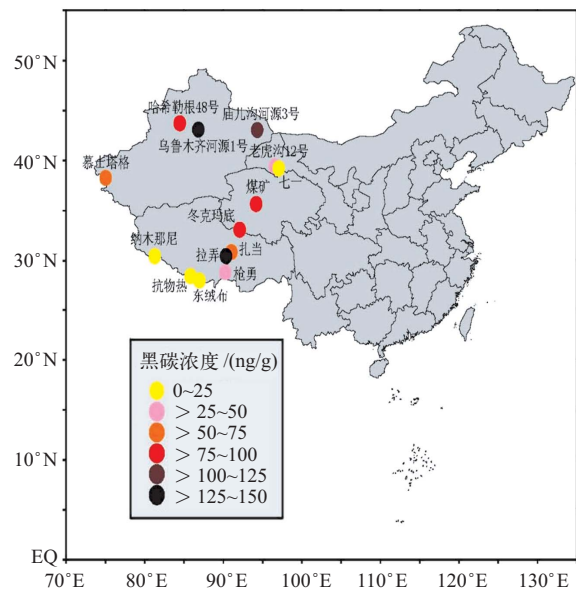 50°N
哈希勒根48号
庙儿沟河源3号
乌鲁木齐河源1号
老虎沟12号
40°N
慕士塔格
七一
煤矿
冬克玛底
纳木那尼
拉弄
扎当
30°N
抗物热
东绒布
枪勇
20°N
黑碳浓度 /(ng/g)
0~25
＞25~50
＞50~75
＞75~100
＞100~125
＞125~150
10°N
EQ
70°E
80°E
90°E
100°E
110°E
120°E
130°E